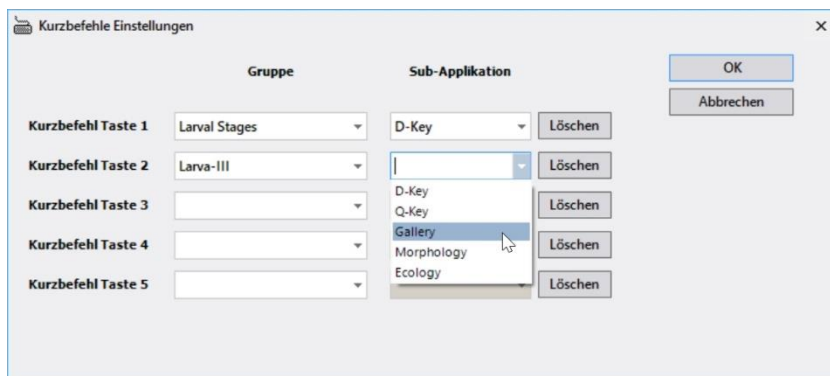 Kurzbefehle Einstellungen
Gruppe Sub-Applikation OK
Abbrechen
Kurzbefehl Taste 1 Larval Stages D-Key Löschen
Kurzbefehl Taste 2 Larva-III Löschen
D-Key
Kurzbefehl Taste 3 Q-Key Löschen
Gallery
Kurzbefehl Taste 4 Morphology Löschen
Ecology
Kurzbefehl Taste 5 Löschen